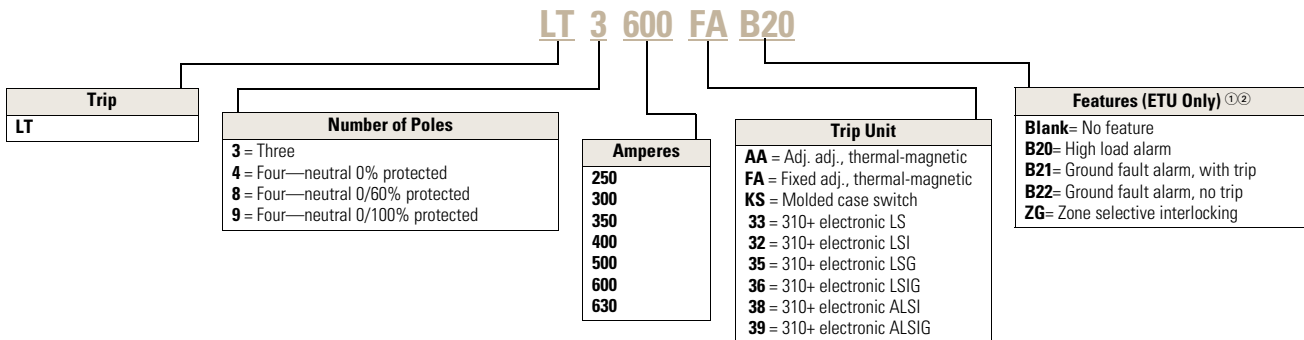 LT 3 600 FA B20
Trip
LT
Number of Poles
3 = Three
4 = Four—neutral 0% protected
8 = Four—neutral 0/60% protected
9 = Four—neutral 0/100% protected
Amperes
250
300
350
400
500
600
630
Trip Unit
AA = Adj. adj., thermal-magnetic
FA = Fixed adj., thermal-magnetic
KS = Molded case switch
33 = 310+ electronic LS
32 = 310+ electronic LSI
35 = 310+ electronic LSG
36 = 310+ electronic LSIG
38 = 310+ electronic ALSI
39 = 310+ electronic ALSIG
Features (ETU Only) ①②
Blank= No feature
B20= High load alarm
B21= Ground fault alarm, with trip
B22= Ground fault alarm, no trip
ZG= Zone selective interlocking